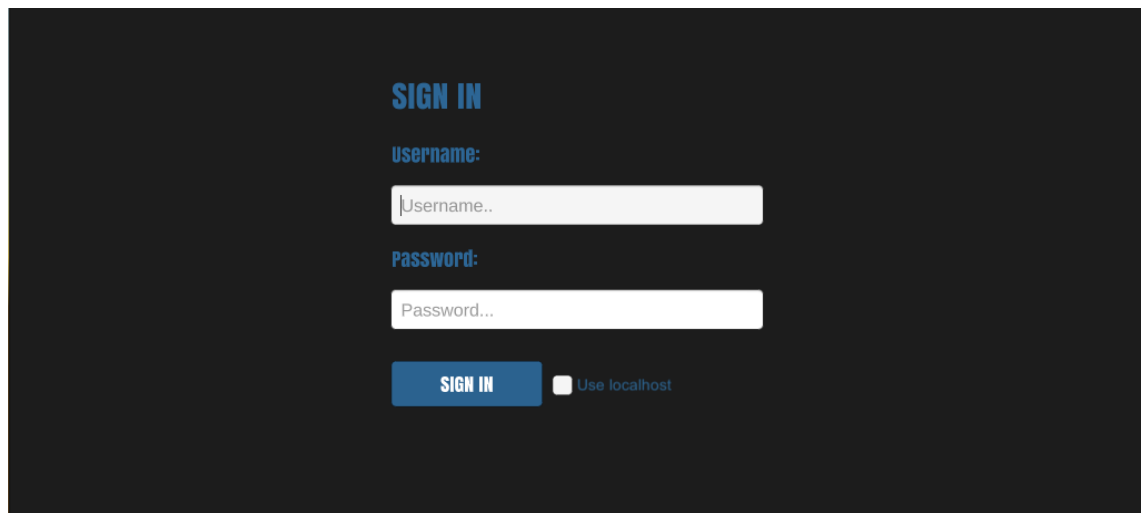 SIGN IN
Username:
Username..
Password:
Password...
SIGN IN Use localhost